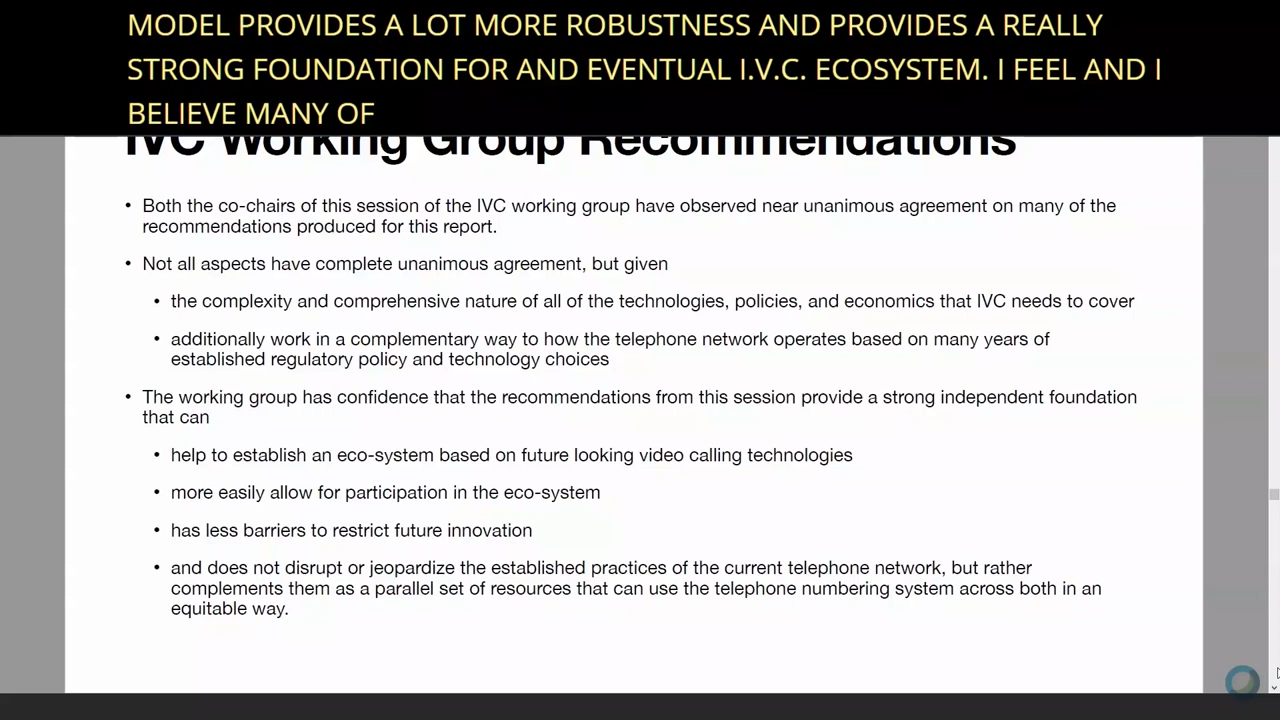 MODEL PROVIDES A LOT MORE ROBUSTNESS AND PROVIDES A REALLY
STRONG FOUNDATION FOR AND EVENTUAL I.V.C. ECOSYSTEM. I FEEL AND I
BELIEVE MANY OF
IVC Working Group Recommendations
• Both the co-chairs of this session of the IVC working group have observed near unanimous agreement on many of the
recommendations produced for this report.
• Not all aspects have complete unanimous agreement, but given
• the complexity and comprehensive nature of all of the technologies, policies, and economics that IVC needs to cover
• additionally work in a complementary way to how the telephone network operates based on many years of
established regulatory policy and technology choices
• The working group has confidence that the recommendations from this session provide a strong independent foundation
that can
• help to establish an eco-system based on future looking video calling technologies
• more easily allow for participation in the eco-system
• has less barriers to restrict future innovation
• and does not disrupt or jeopardize the established practices of the current telephone network, but rather
complements them as a parallel set of resources that can use the telephone numbering system across both in an
equitable way.